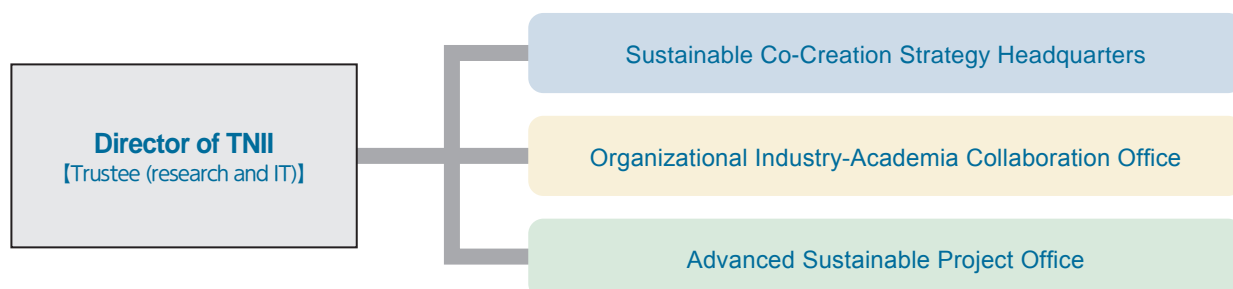 Director of TNII
【Trustee (research and IT)】
Sustainable Co-Creation Strategy Headquarters
Organizational Industry-Academia Collaboration Office
Advanced Sustainable Project Office